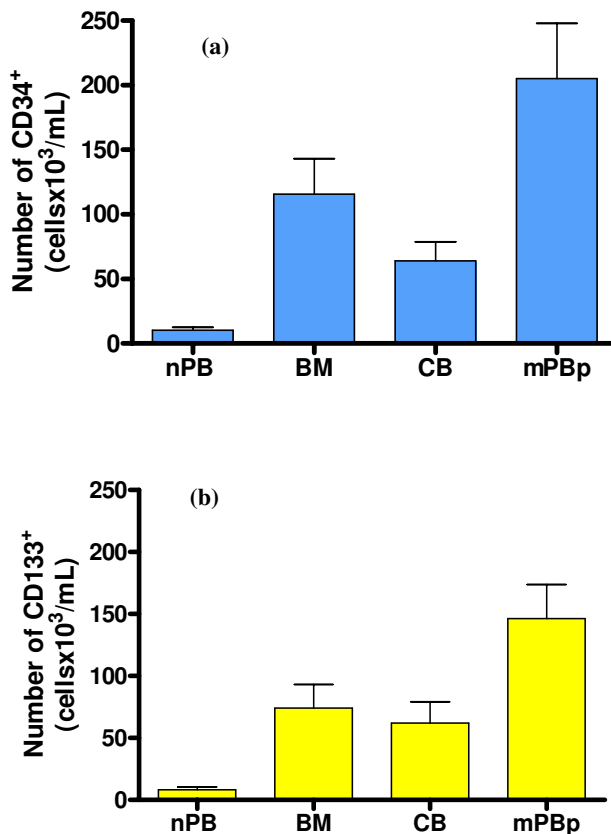 (a)
Number of CD34+
(cellsx10³/mL)
250
200
150
100
50
0
nPB BM CB mPBp
(b)
Number of CD133+
(cellsx10³/mL)
250
200
150
100
50
0
nPB BM CB mPBp